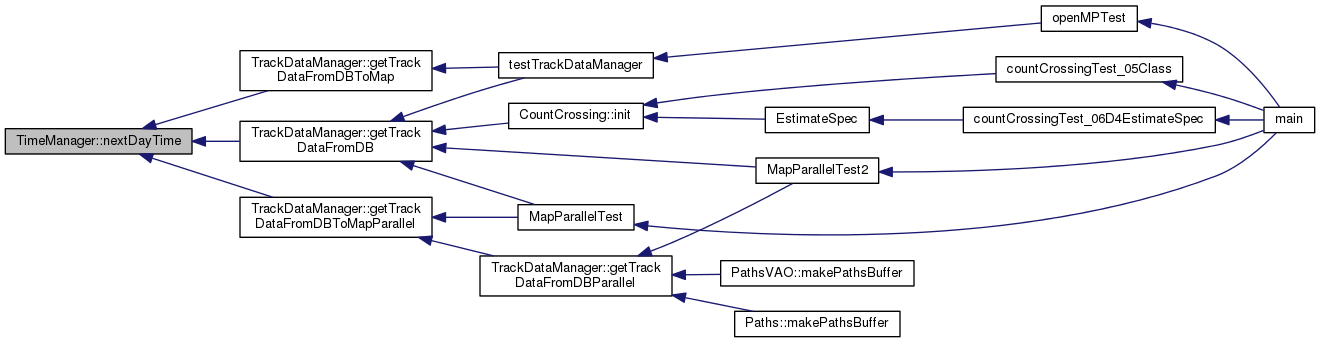 TimeManager::nextDayTime
TrackDataManager::getTrack
DataFromDBToMap
TrackDataManager::getTrack
DataFromDB
TrackDataManager::getTrack
DataFromDBToMapParallel
testTrackDataManager
CountCrossing::init
MapParallelTest
TrackDataManager::getTrack
DataFromDBParallel
openMPTest
EstimateSpec
MapParallelTest2
PathsVAO::makePathsBuffer
Paths::makePathsBuffer
countCrossingTest_05Class
countCrossingTest_06D4EstimateSpec
main